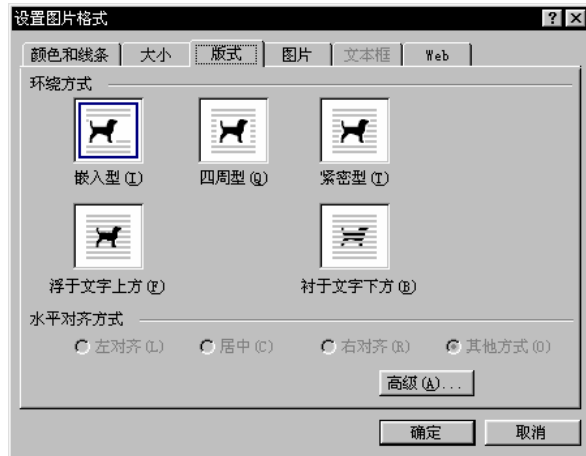 设置图片格式
颜色和线条 大小 版式 图片 文本框 Web
环绕方式
嵌入型(I) 四周型(Q) 紧密型(T)
浮于文字上方(F) 衬于文字下方(B)
水平对齐方式
左对齐(L) 居中(C) 右对齐(R) 其他方式(O)
高级(A)...
确定 取消